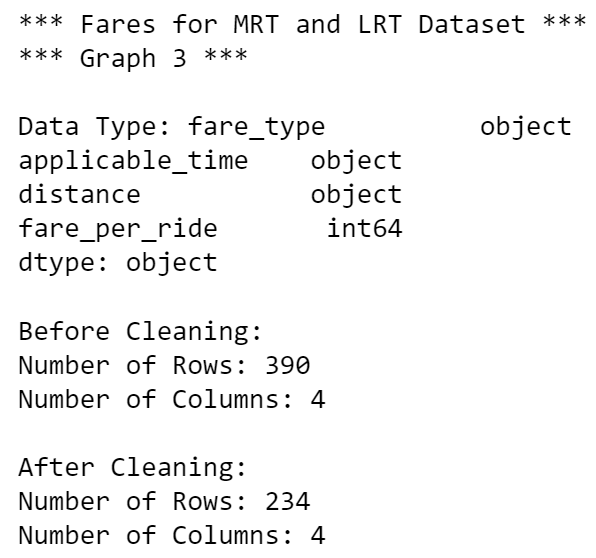 *** Fares for MRT and LRT Dataset ***
*** Graph 3 ***
Data Type: fare_type          object
applicable_time    object
distance           object
fare_per_ride       int64
dtype: object
Before Cleaning:
Number of Rows: 390
Number of Columns: 4
After Cleaning:
Number of Rows: 234
Number of Columns: 4